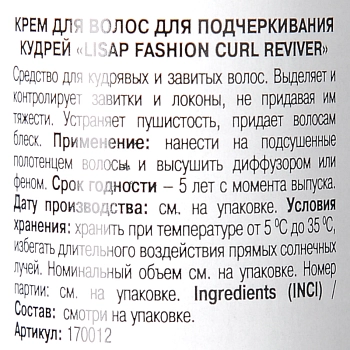 КРЕМ ДЛЯ ВОЛОС ДЛЯ ПОДЧЕРКИВАНИЯ
КУДРЕЙ «LISAP FASHION CURL REVIVER»
Средство для кудрявых и завитых волос. Выделяет и
контролирует завитки и локоны, не придавая им
тяжести. Устраняет пушистость, придает волосам
блеск. Применение: нанести на подсушенные
полотенцем волосы и высушить диффузором или
феном. Срок годности – 5 лет с момента выпуска.
Дату производства: см. на упаковке. Условия
хранения: хранить при температуре от 5 ºС до 35 ºС,
избегать длительного воздействия прямых солнечных
лучей. Номинальный объем см. на упаковке. Номер
партии: см. на упаковке. Ingredients (INCI) /
Состав: смотри на упаковке.
Артикул: 170012